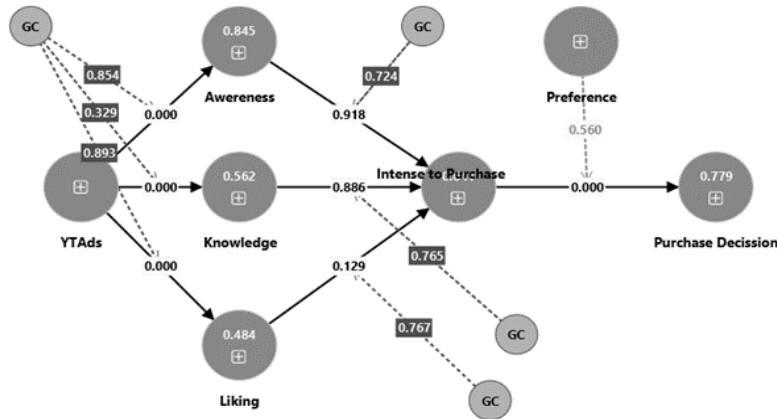 GC
0.845
GC
0.854
0.724
Awereness
Preference
0.000
0.918
0.329
0.560
0.893
Intense to Purchase
0.562
0.779
0.000
0.886
0.000
YTAds
Knowledge
Purchase Decission
0.765
0.000
0.129
0.767
0.484
GC
Liking
GC